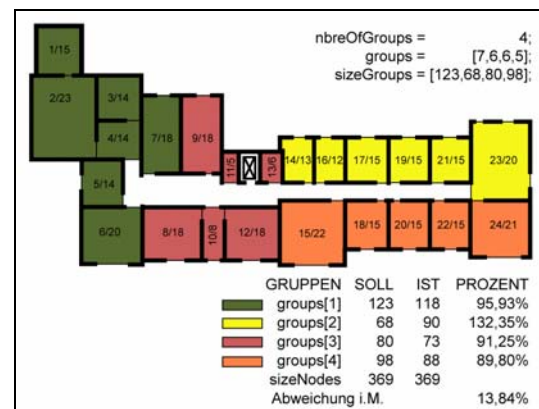 nbreOfGroups = 4;
groups = [7,6,6,5];
sizeGroups = [123,68,80,98];
1/15
2/23
3/14
4/14
7/18
9/18
11/5
13/6
14/13
16/12
17/15
19/15
21/15
23/20
5/14
6/20
8/18
10/8
12/18
15/22
18/15
20/15
22/15
24/21
GRUPPEN SOLL IST PROZENT
groups[1] 123 118 95,93%
groups[2] 68 90 132,35%
groups[3] 80 73 91,25%
groups[4] 98 88 89,80%
sizeNodes 369 369
Abweichung i.M. 13,84%